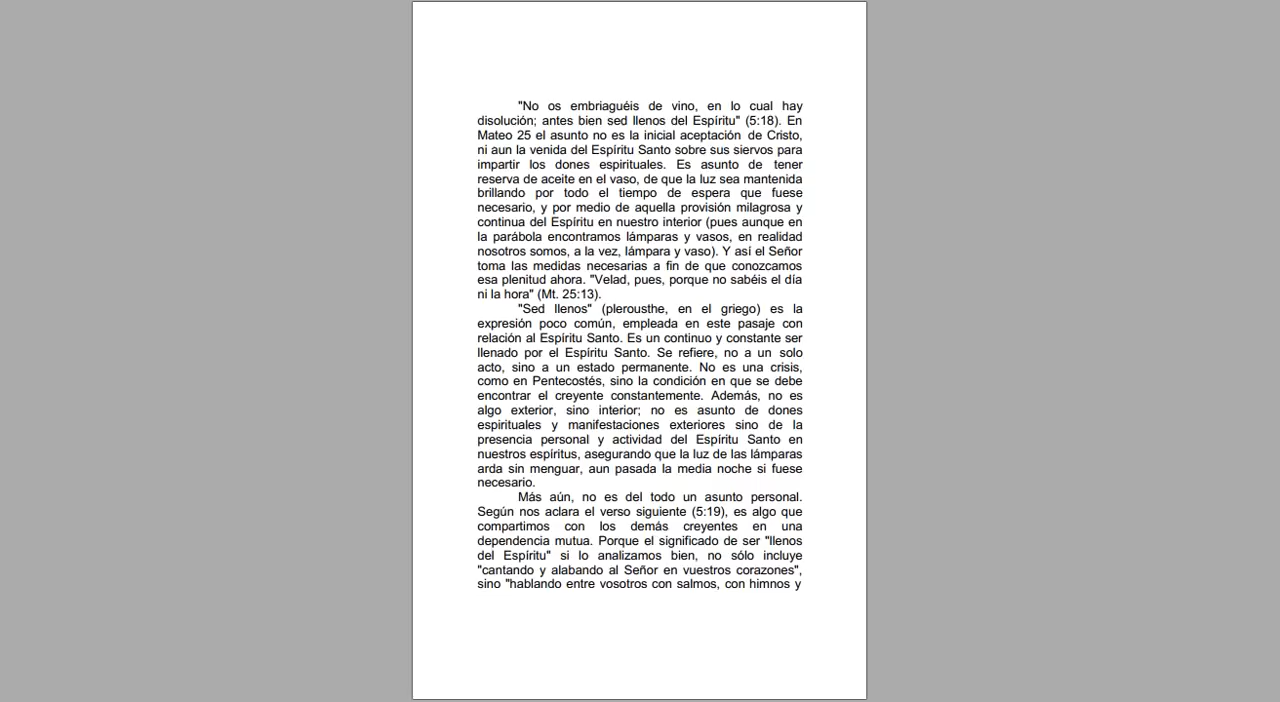 "No os embriaguéis de vino, en lo cual hay
disolución; antes bien sed llenos del Espíritu" (5:18). En
Mateo 25 el asunto no es la inicial aceptación de Cristo,
ni aun la venida del Espíritu Santo sobre sus siervos para
impartir los dones espirituales. Es asunto de tener
reserva de aceite en el vaso, de que la luz sea mantenida
brillando por todo el tiempo de espera que fuese
necesario, y por medio de aquella provisión milagrosa y
continua del Espíritu en nuestro interior (pues aunque en
la parábola encontramos lámparas y vasos, en realidad
nosotros somos, a la vez, lámpara y vaso). Y así el Señor
toma las medidas necesarias a fin de que conozcamos
esa plenitud ahora. "Velad, pues, porque no sabéis el día
ni la hora" (Mt. 25:13).
"Sed llenos" (plerousthe, en el griego) es la
expresión poco común, empleada en este pasaje con
relación al Espíritu Santo. Es un continuo y constante ser
llenado por el Espíritu Santo. Se refiere, no a un solo
acto, sino a un estado permanente. No es una crisis,
como en Pentecostés, sino la condición en que se debe
encontrar el creyente constantemente. Además, no es
algo exterior, sino interior; no es asunto de dones
espirituales y manifestaciones exteriores sino de la
presencia personal y actividad del Espíritu Santo en
nuestros espíritus, asegurando que la luz de las lámparas
arda sin menguar, aun pasada la media noche si fuese
necesario.
Más aún, no es del todo un asunto personal.
Según nos aclara el verso siguiente (5:19), es algo que
compartimos con los demás creyentes en una
dependencia mutua. Porque el significado de ser "llenos
del Espíritu" si lo analizamos bien, no sólo incluye
"cantando y alabando al Señor en vuestros corazones",
sino "hablando entre vosotros con salmos, con himnos y